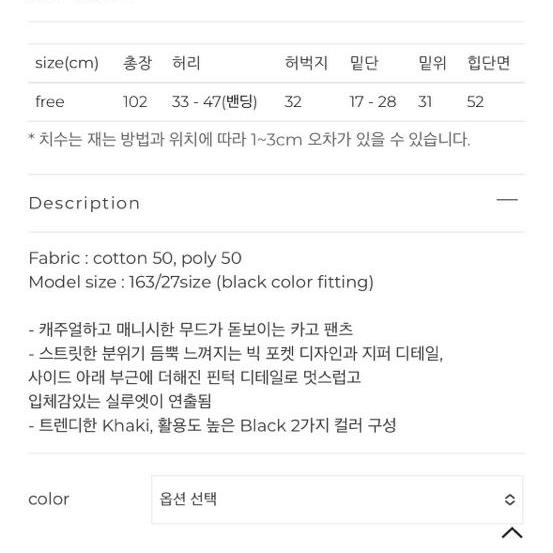 size(cm) 총장 허리 허벅지 밑단 밑위 힙단면
free 102 33 - 47(밴딩) 32 17 - 28 31 52
* 치수는 재는 방법과 위치에 따라 1~3cm 오차가 있을 수 있습니다.
Description
Fabric : cotton 50, poly 50
Model size : 163/27size (black color fitting)
- 캐주얼하고 매니시한 무드가 돋보이는 카고 팬츠
- 스트릿한 분위기 듬뿍 느껴지는 빅 포켓 디자인과 지퍼 디테일,
사이드 아래 부근에 더해진 핀턱 디테일로 멋스럽고
입체감있는 실루엣이 연출됨
- 트렌디한 Khaki, 활용도 높은 Black 2가지 컬러 구성
color 옵션 선택